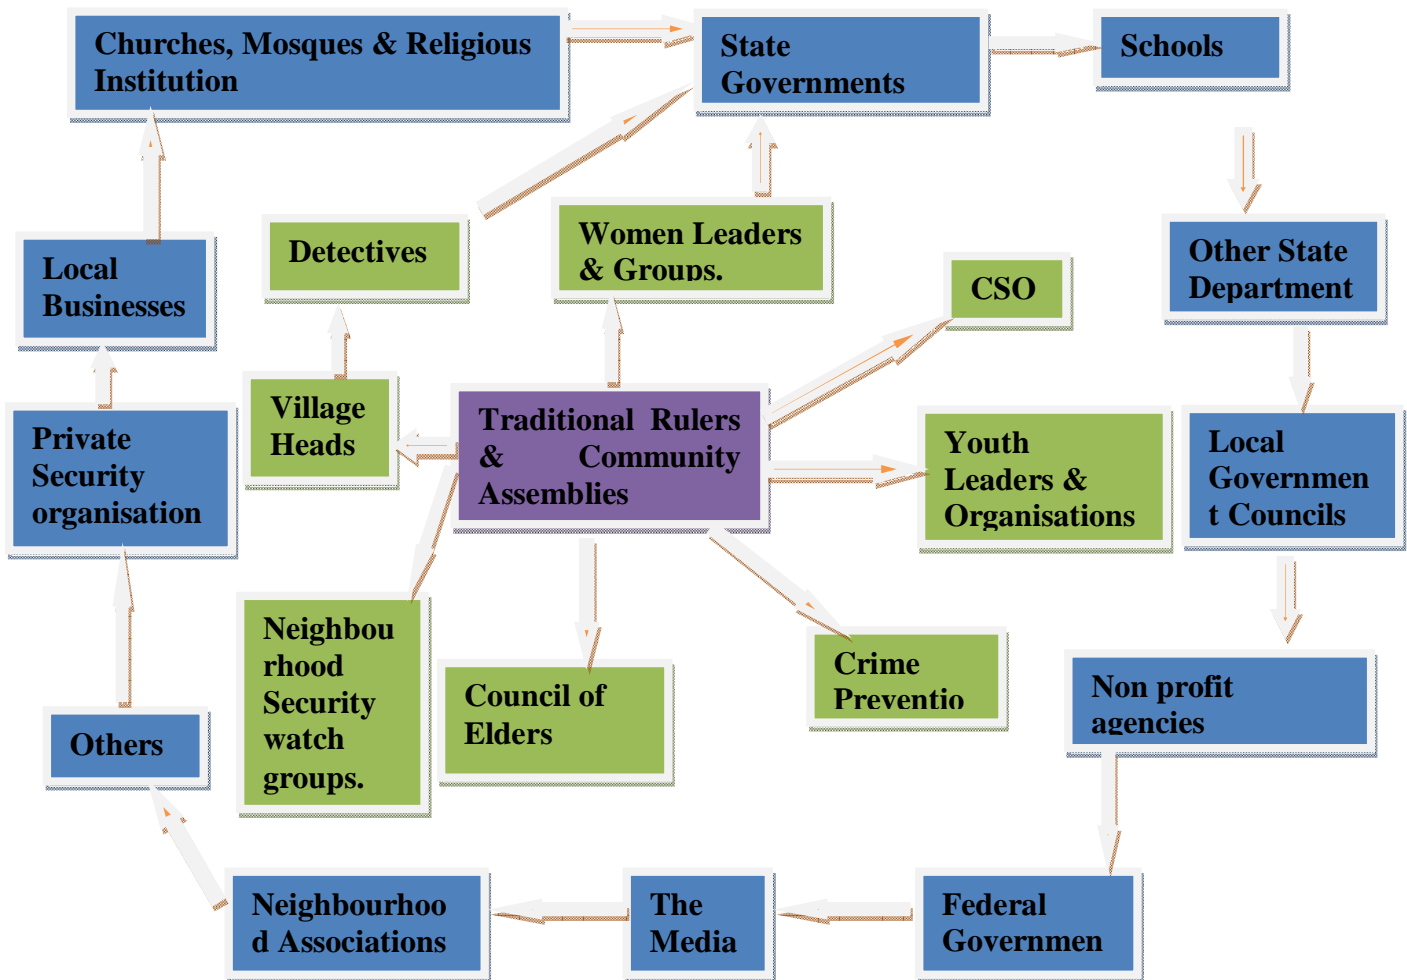 Churches, Mosques & Religious
Institution
State
Governments
Schools
Detectives
Women Leaders
& Groups.
Local
Businesses
CSO
Other State
Department
Village
Heads
Traditional Rulers
& Community
Assemblies
Private
Security
organisation
Youth
Leaders &
Organisations
Local
Governmen
t Councils
Neighbou
rhood
Security
watch
groups.
Council of
Elders
Crime
Preventio
Non profit
agencies
Others
Neighbourhoo
d Associations
The
Media
Federal
Governmen